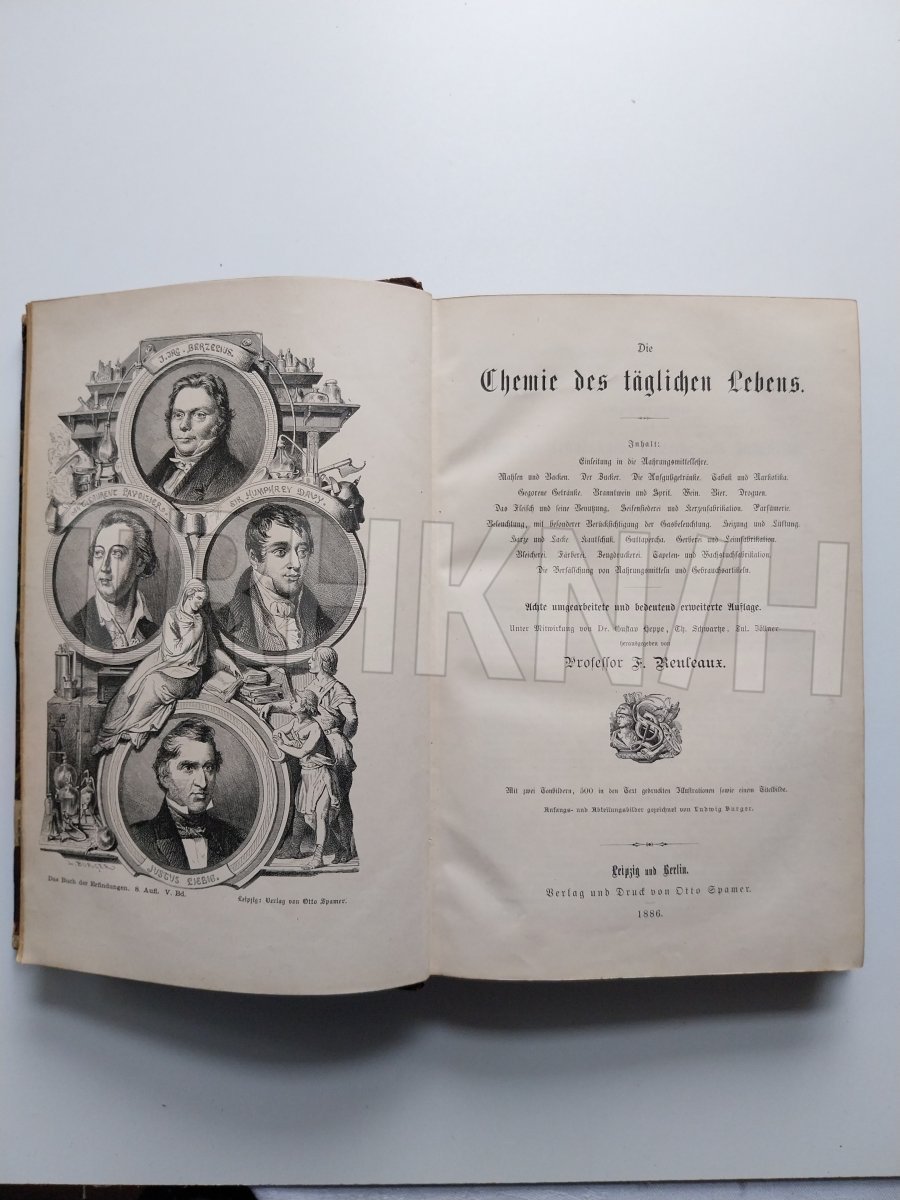 J. JAC. BERZELIUS.
ANT. LAURENT LAVOISIER.
SIR HUMPHREY DAVY.
JUSTUS LIEBIG.
Das Buch der Erfindungen. 8. Aufl. V. Bd.
Leipzig: Verlag von Otto Spamer.
Die
Chemie des täglichen Lebens.
Inhalt:
Einleitung in die Nahrungsmittellehre.
Mahlen und Backen. Der Zucker. Die Aufgußgetränke. Tabak und Narkotika.
Gegorene Getränke. Branntwein und Sprit. Wein. Bier. Droguen.
Das Fleisch und seine Benutzung. Seifensiederei und Kerzenfabrikation. Parfümerie.
Beleuchtung, mit besonderer Berücksichtigung der Gasbeleuchtung. Heizung und Lüftung.
Harze und Lacke. Kautschuk. Guttapercha. Gerberei und Leimfabrikation.
Bleicherei. Färberei. Zeugdruckerei. Tapeten- und Wachstuchfabrikation.
Die Verfälschung von Nahrungsmitteln und Gebrauchsartikeln.
Achte umgearbeitete und bedeutend erweiterte Auflage.
Unter Mitwirkung von Dr. Gustav Heppe, Th. Schwartze, Jul. Zöllner
herausgegeben von
Professor F. Reuleaux.
Mit zwei Tonbildern, 500 in den Text gedruckten Illustrationen sowie einem Titelbilde.
Anfangs- und Abteilungsbilder gezeichnet von Ludwig Burger.
Leipzig und Berlin.
Verlag und Druck von Otto Spamer.
1886.